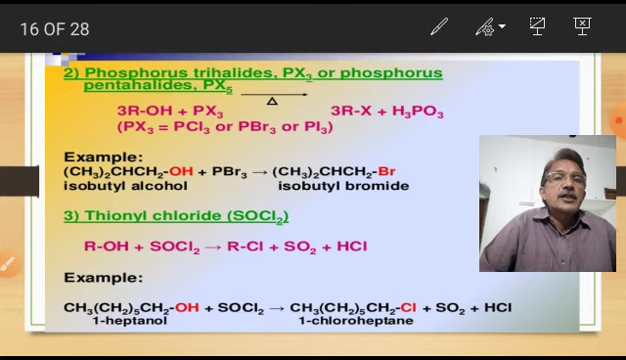 16 OF 28
2) Phosphorus trihalides, PX₃ or phosphorus
pentahalides, PX₅
Δ
3R-OH + PX₃ 3R-X + H₃PO₃
(PX₃ = PCl₃ or PBr₃ or PI₃)
Example:
(CH₃)₂CHCH₂-OH + PBr₃ → (CH₃)₂CHCH₂-Br
isobutyl alcohol isobutyl bromide
3) Thionyl chloride (SOCl₂)
R-OH + SOCl₂ → R-Cl + SO₂ + HCl
Example:
CH₃(CH₂)₅CH₂-OH + SOCl₂ → CH₃(CH₂)₅CH₂-Cl + SO₂ + HCl
1-heptanol 1-chloroheptane